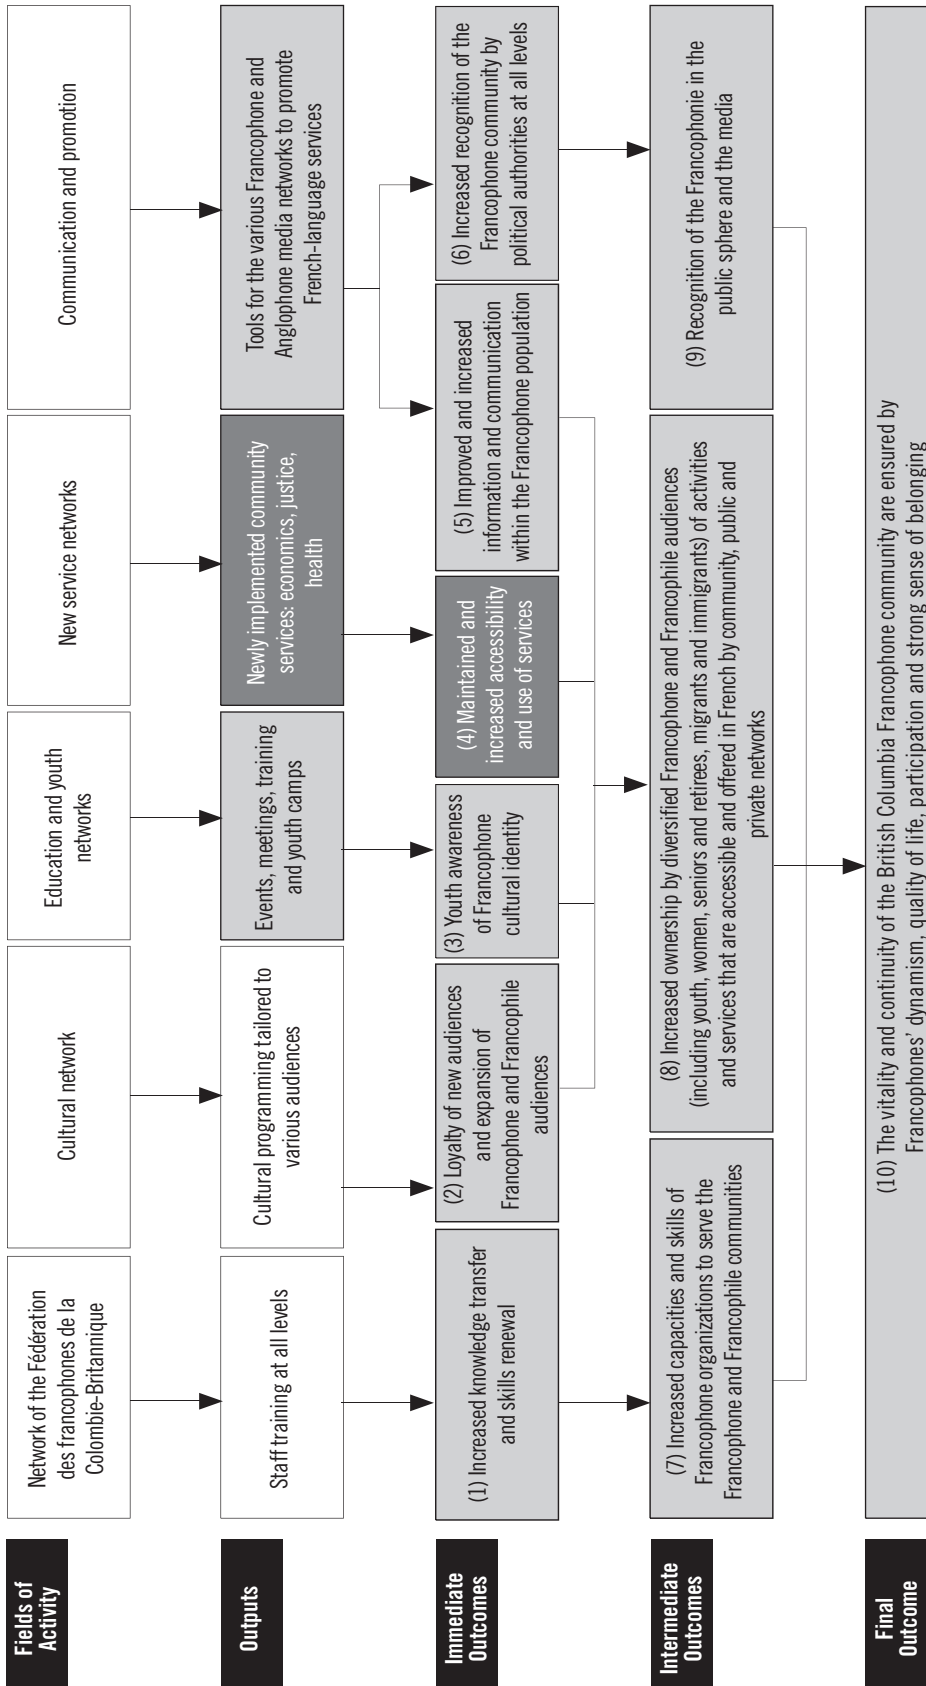 Fields of
Activity
Network of the Fédération
des francophones de la
Colombie-Britannique
Cultural network
Education and youth
networks
New service networks
Communication and promotion
Outputs
Staff training at all levels
Cultural programming tailored to
various audiences
Events, meetings, training
and youth camps
Newly implemented community
services: economics, justice,
health
Tools for the various Francophone and
Anglophone media networks to promote
French-language services
Immediate
Outcomes
(1) Increased knowledge transfer
and skills renewal
(2) Loyalty of new audiences
and expansion of
Francophone and Francophile
audiences
(3) Youth awareness
of Francophone
cultural identity
(4) Maintained and
increased accessibility
and use of services
(5) Improved and increased
information and communication
within the Francophone population
(6) Increased recognition of the
Francophone community by
political authorities at all levels
Intermediate
Outcomes
(7) Increased capacities and skills of
Francophone organizations to serve the
Francophone and Francophile communities
(8) Increased ownership by diversified Francophone and Francophile audiences
(including youth, women, seniors and retirees, migrants and immigrants) of activities
and services that are accessible and offered in French by community, public and
private networks
(9) Recognition of the Francophonie in the
public sphere and the media
Final
Outcome
(10) The vitality and continuity of the British Columbia Francophone community are ensured by
Francophones' dynamism, quality of life, participation and strong sense of belonging